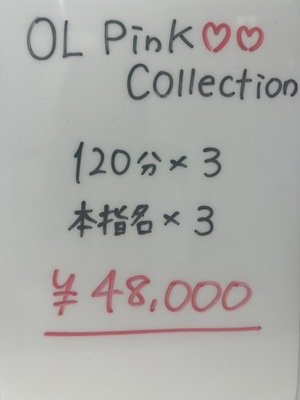 OL Pink♡♡
Collection
120分×3
本指名×3
¥48,000